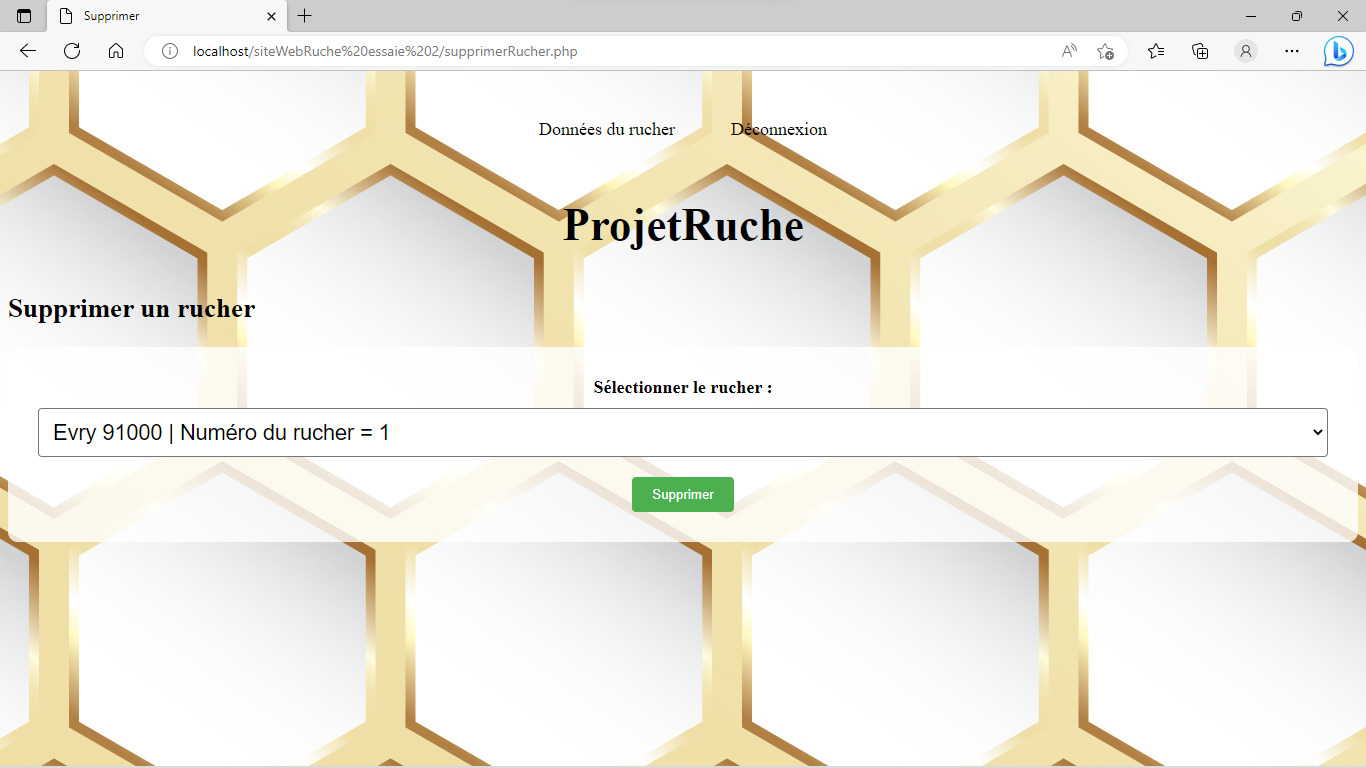 Supprimer
localhost/siteWebRuche%20essaie%202/supprimerRucher.php
Données du rucher Déconnexion
ProjetRuche
Supprimer un rucher
Sélectionner le rucher :
Evry 91000 | Numéro du rucher = 1
Supprimer